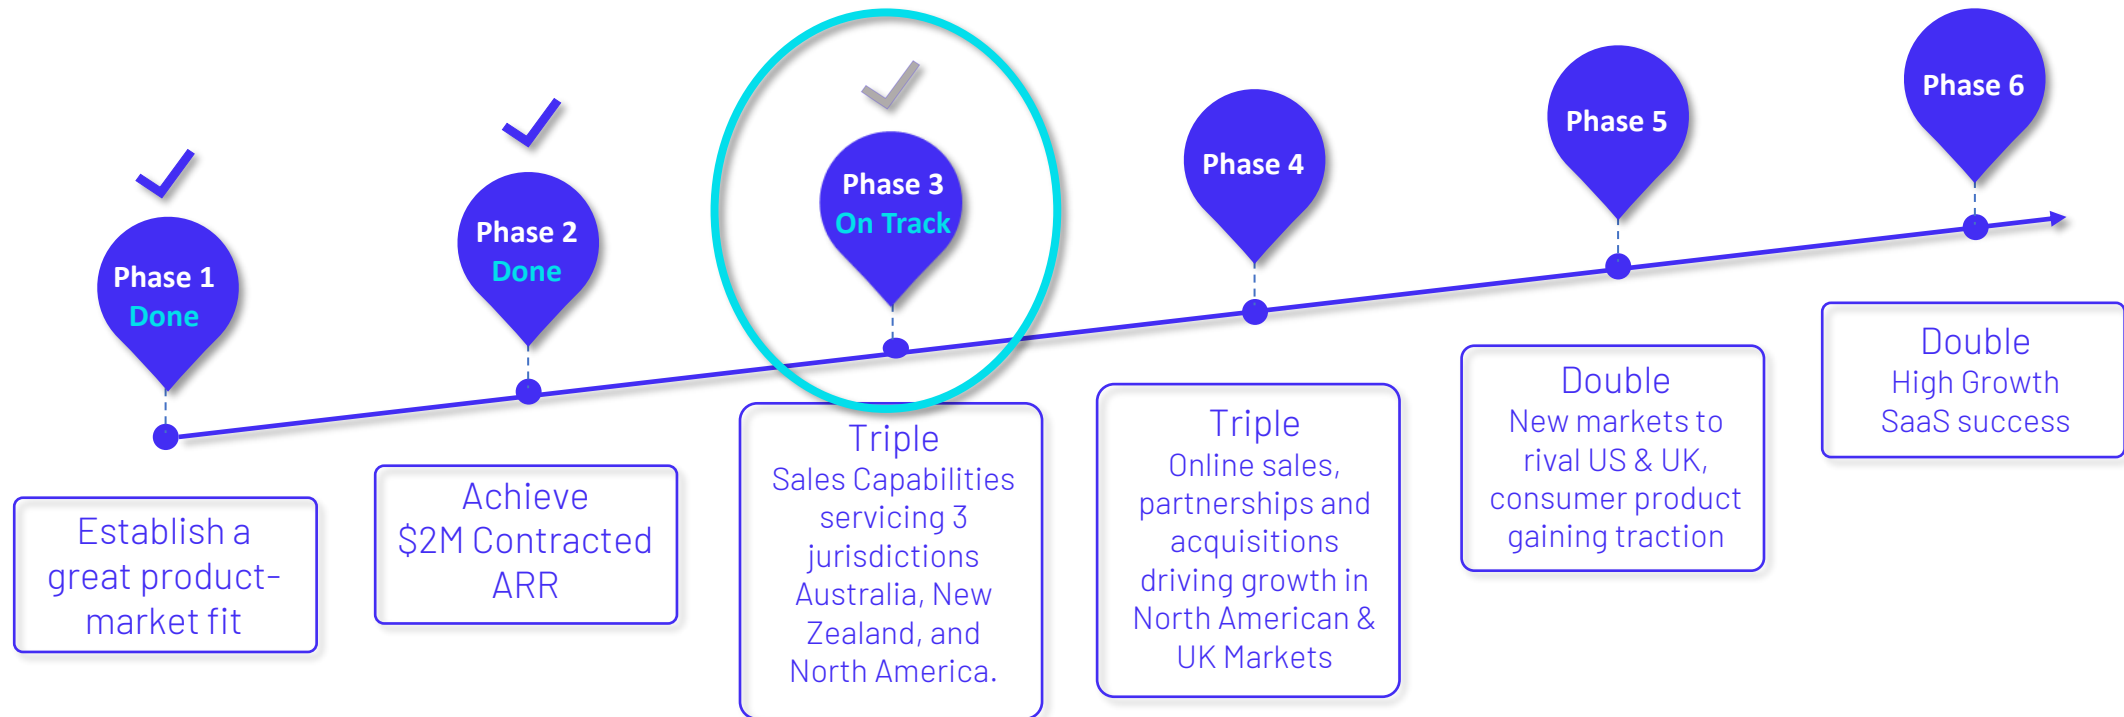 Phase 1
Done
Establish a
great product-
market fit
Phase 2
Done
Achieve
$2M Contracted
ARR
Phase 3
On Track
Triple
Sales Capabilities
servicing 3
jurisdictions
Australia, New
Zealand, and
North America.
Phase 4
Triple
Online sales,
partnerships and
acquisitions
driving growth in
North American &
UK Markets
Phase 5
Double
New markets to
rival US & UK,
consumer product
gaining traction
Phase 6
Double
High Growth
SaaS success